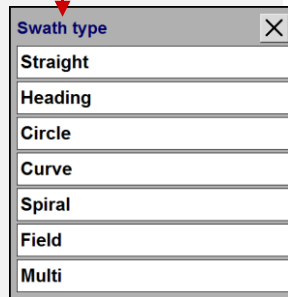 Swath type
Straight
Heading
Circle
Curve
Spiral
Field
Multi